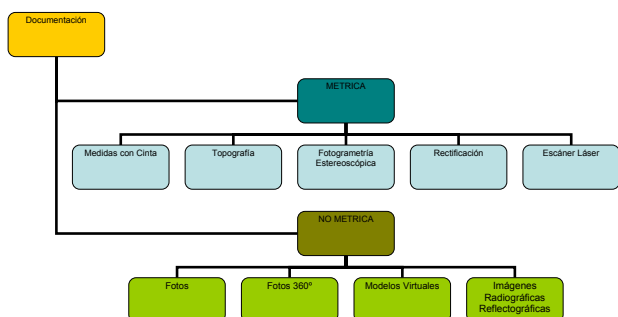 Documentación
METRICA
Medidas con Cinta
Topografía
Fotogrametría
Estereoscópica
Rectificación
Escáner Láser
NO METRICA
Fotos
Fotos 360º
Modelos Virtuales
Imágenes
Radiográficas
Reflectográficas